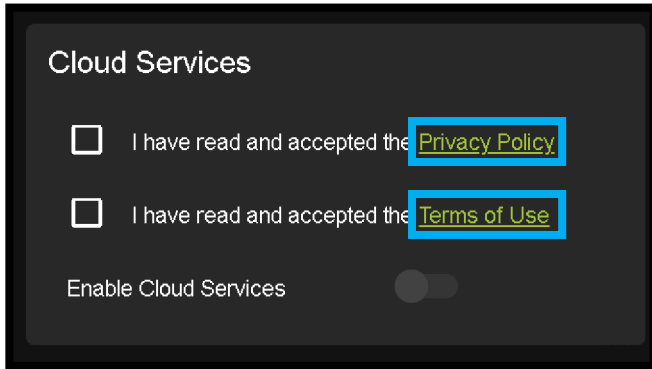 Cloud Services
I have read and accepted the Privacy Policy
I have read and accepted the Terms of Use
Enable Cloud Services